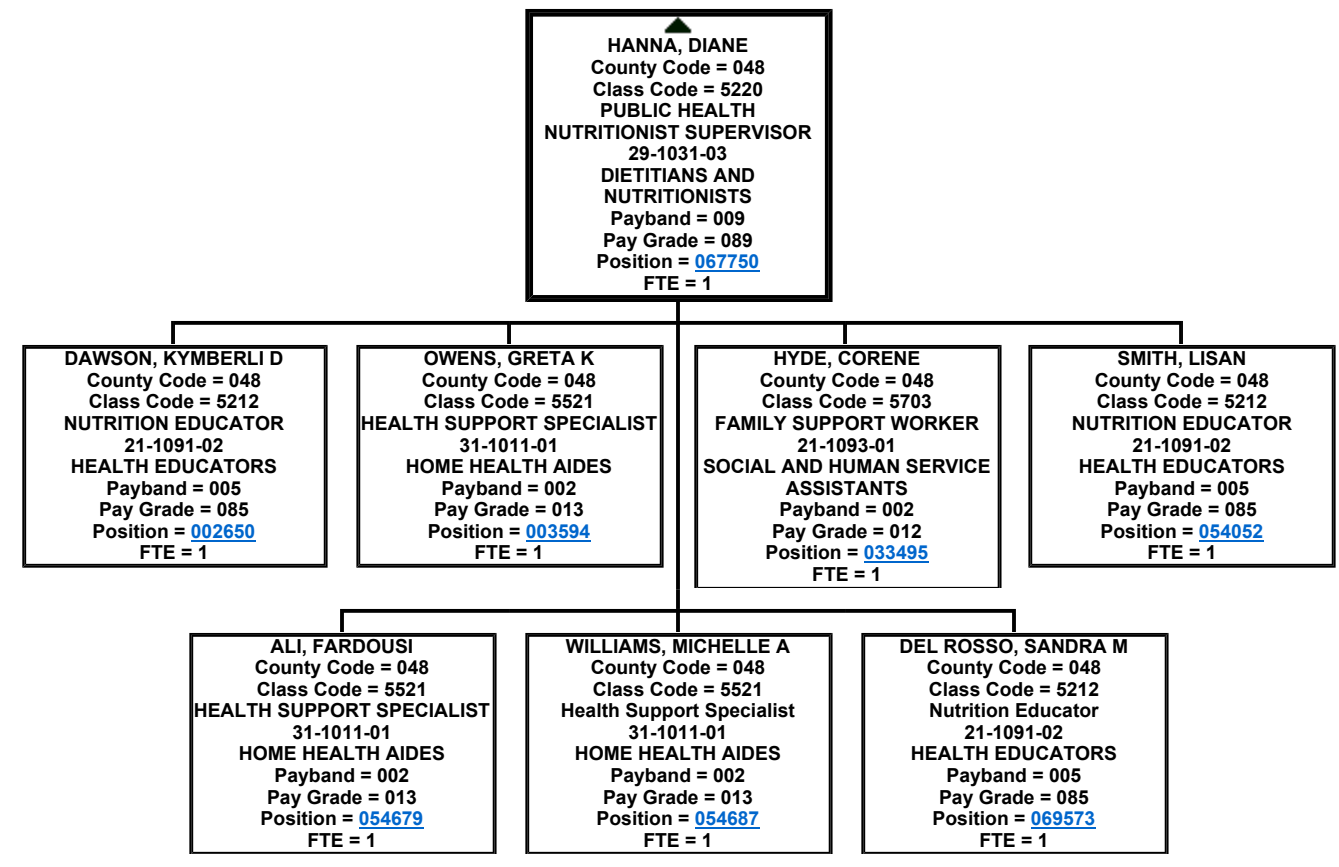 HANNA, DIANE
County Code = 048
Class Code = 5220
PUBLIC HEALTH
NUTRITIONIST SUPERVISOR
29-1031-03
DIETITIANS AND
NUTRITIONISTS
Payband = 009
Pay Grade = 089
Position = 067750
FTE = 1
DAWSON, KYMBERLI D
County Code = 048
Class Code = 5212
NUTRITION EDUCATOR
21-1091-02
HEALTH EDUCATORS
Payband = 005
Pay Grade = 085
Position = 002650
FTE = 1
OWENS, GRETA K
County Code = 048
Class Code = 5521
HEALTH SUPPORT SPECIALIST
31-1011-01
HOME HEALTH AIDES
Payband = 002
Pay Grade = 013
Position = 003594
FTE = 1
HYDE, CORENE
County Code = 048
Class Code = 5703
FAMILY SUPPORT WORKER
21-1093-01
SOCIAL AND HUMAN SERVICE
ASSISTANTS
Payband = 002
Pay Grade = 012
Position = 033495
FTE = 1
SMITH, LISAN
County Code = 048
Class Code = 5212
NUTRITION EDUCATOR
21-1091-02
HEALTH EDUCATORS
Payband = 005
Pay Grade = 085
Position = 054052
FTE = 1
ALI, FARDOUSI
County Code = 048
Class Code = 5521
HEALTH SUPPORT SPECIALIST
31-1011-01
HOME HEALTH AIDES
Payband = 002
Pay Grade = 013
Position = 054679
FTE = 1
WILLIAMS, MICHELLE A
County Code = 048
Class Code = 5521
Health Support Specialist
31-1011-01
HOME HEALTH AIDES
Payband = 002
Pay Grade = 013
Position = 054687
FTE = 1
DEL ROSSO, SANDRA M
County Code = 048
Class Code = 5212
Nutrition Educator
21-1091-02
HEALTH EDUCATORS
Payband = 005
Pay Grade = 085
Position = 069573
FTE = 1